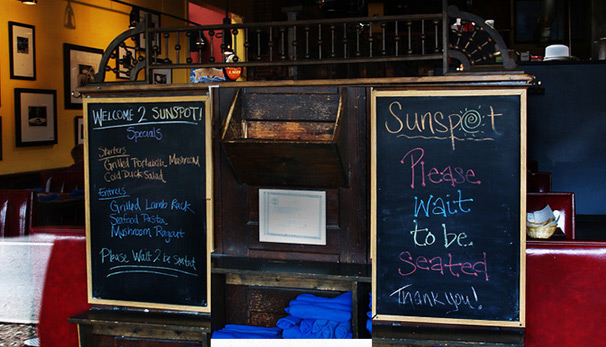 WELCOME 2 SUNSPOT!
Specials
Starters
Grilled Portabella Mushroom
Cold Duck Salad
Entrees
Grilled Lamb Rack
Seafood Pasta
Mushroom Ragout
Please Wait 2 be seated
Sunspot
Please
Wait
to be
Seated
Thank you!